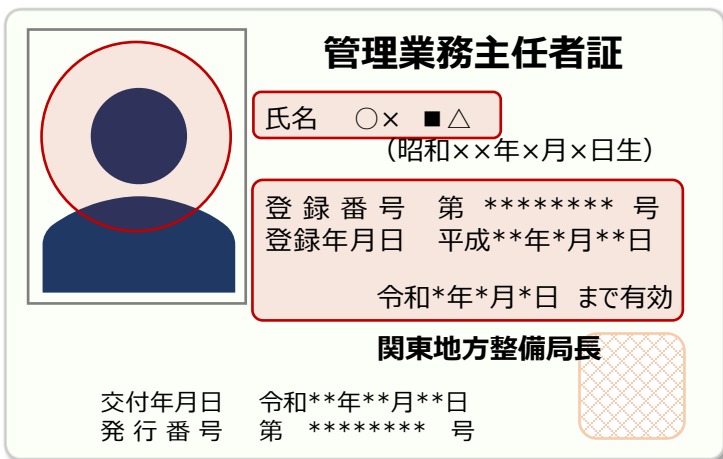 管理業務主任者証
氏名　○×　■△
（昭和××年×月×日生）
登録番号　第　********　号
登録年月日　平成**年*月**日
令和*年*月*日　まで有効
関東地方整備局長
交付年月日　令和**年**月**日
発行番号　第　********　号